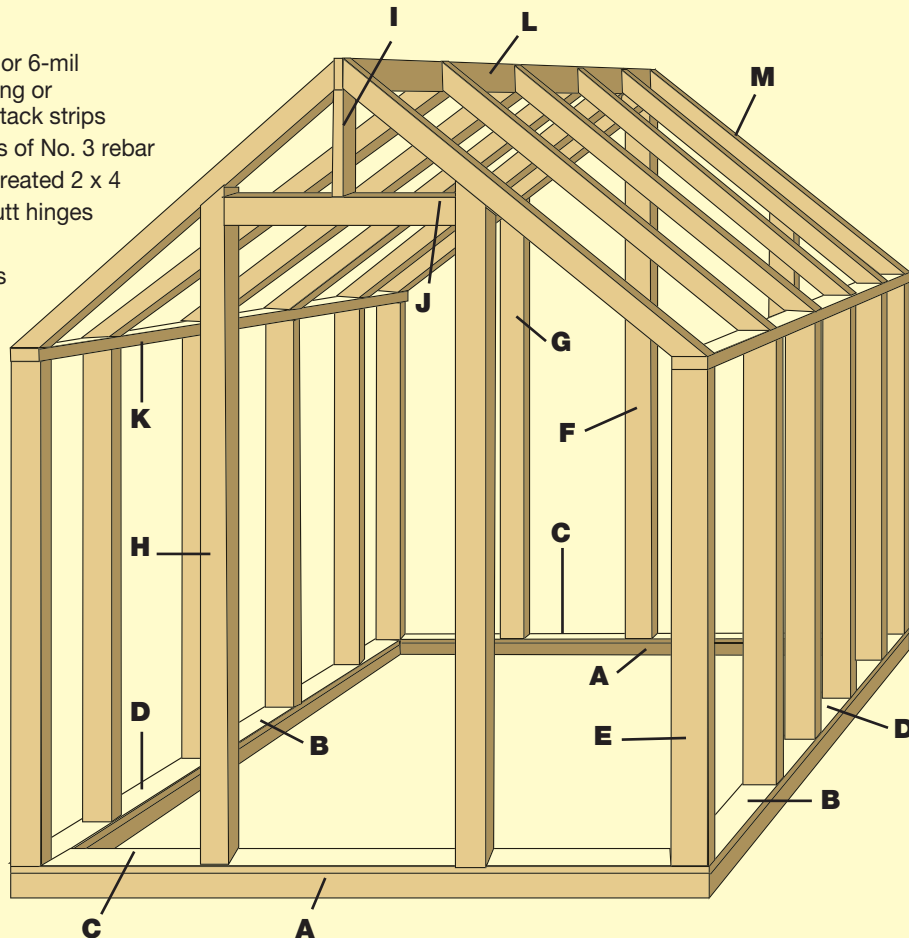 or 6-mil
ng or
tack strips
s of No. 3 rebar
reated 2 x 4
utt hinges
s
I
L
M
J
G
K
F
H
C
A
D
B
E
D
B
C
A